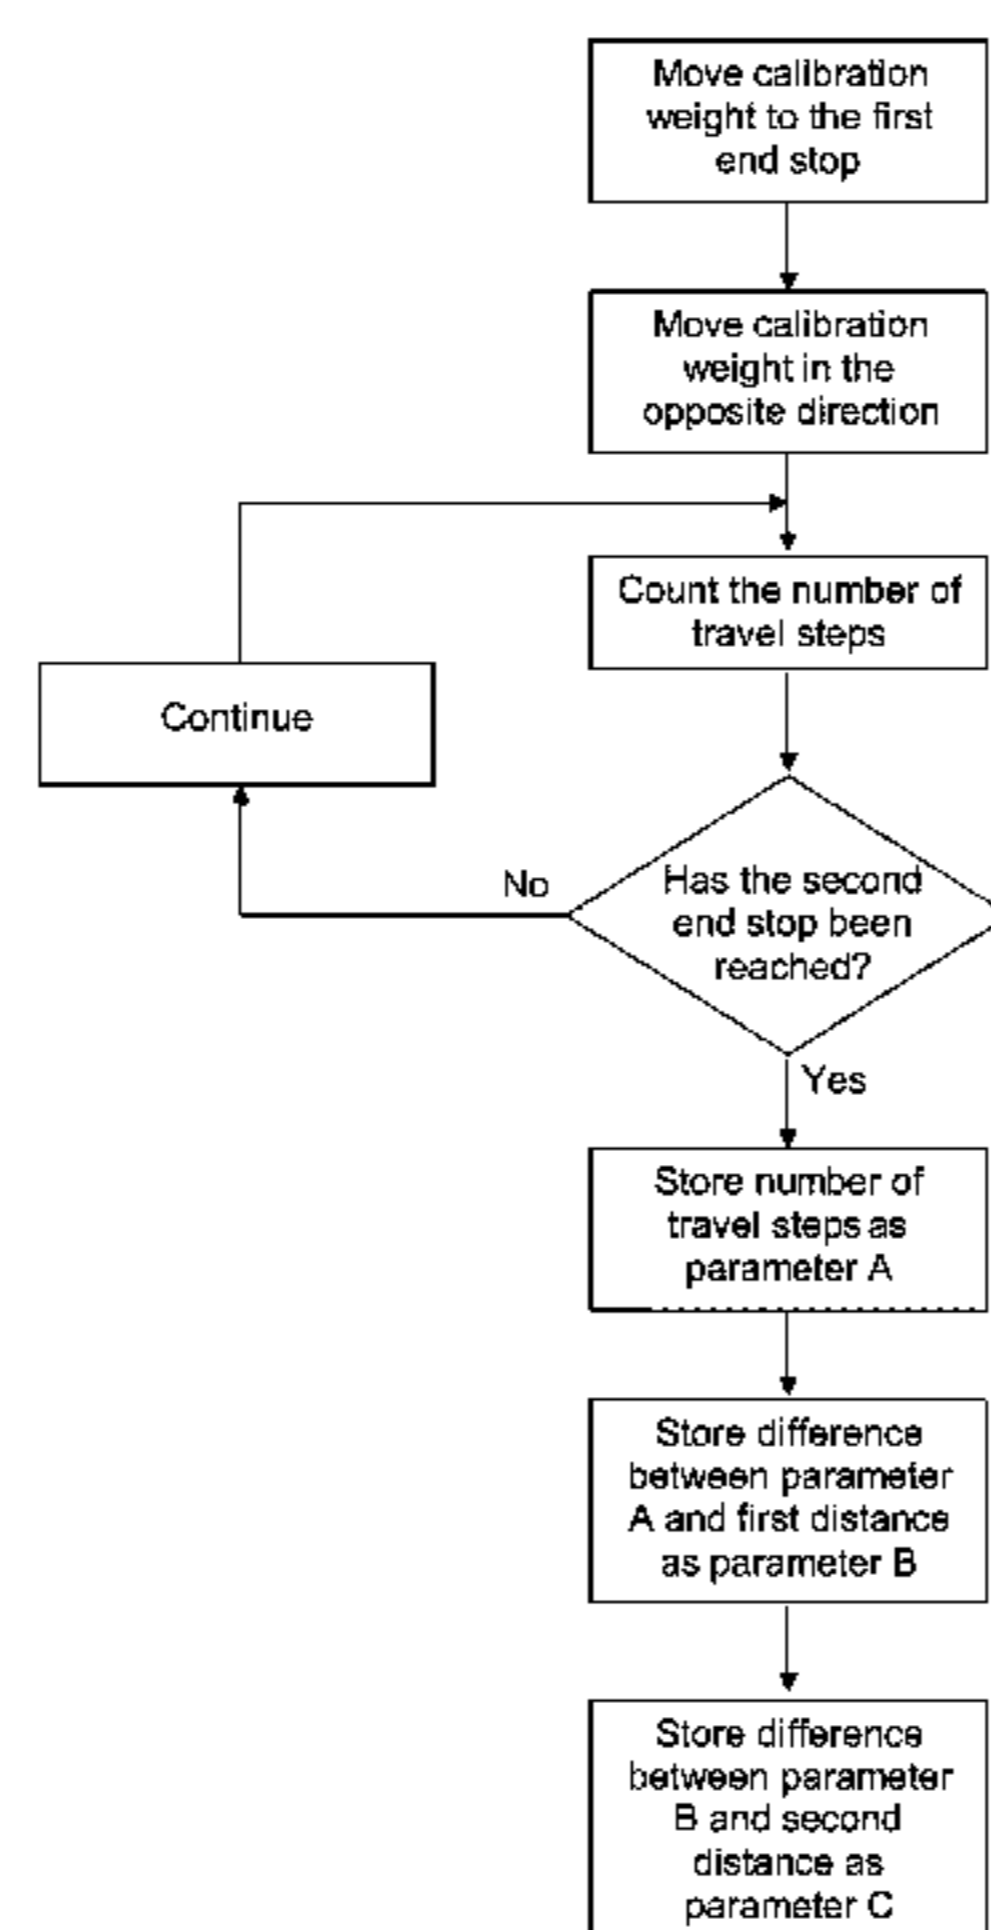 Move calibration
weight to the first
end stop
Move calibration
weight in the
opposite direction
Count the number of
travel steps
Continue
No
Has the second
end stop been
reached?
Yes
Store number of
travel steps as
parameter A
Store difference
between parameter
A and first distance
as parameter B
Store difference
between parameter
B and second
distance as
parameter C